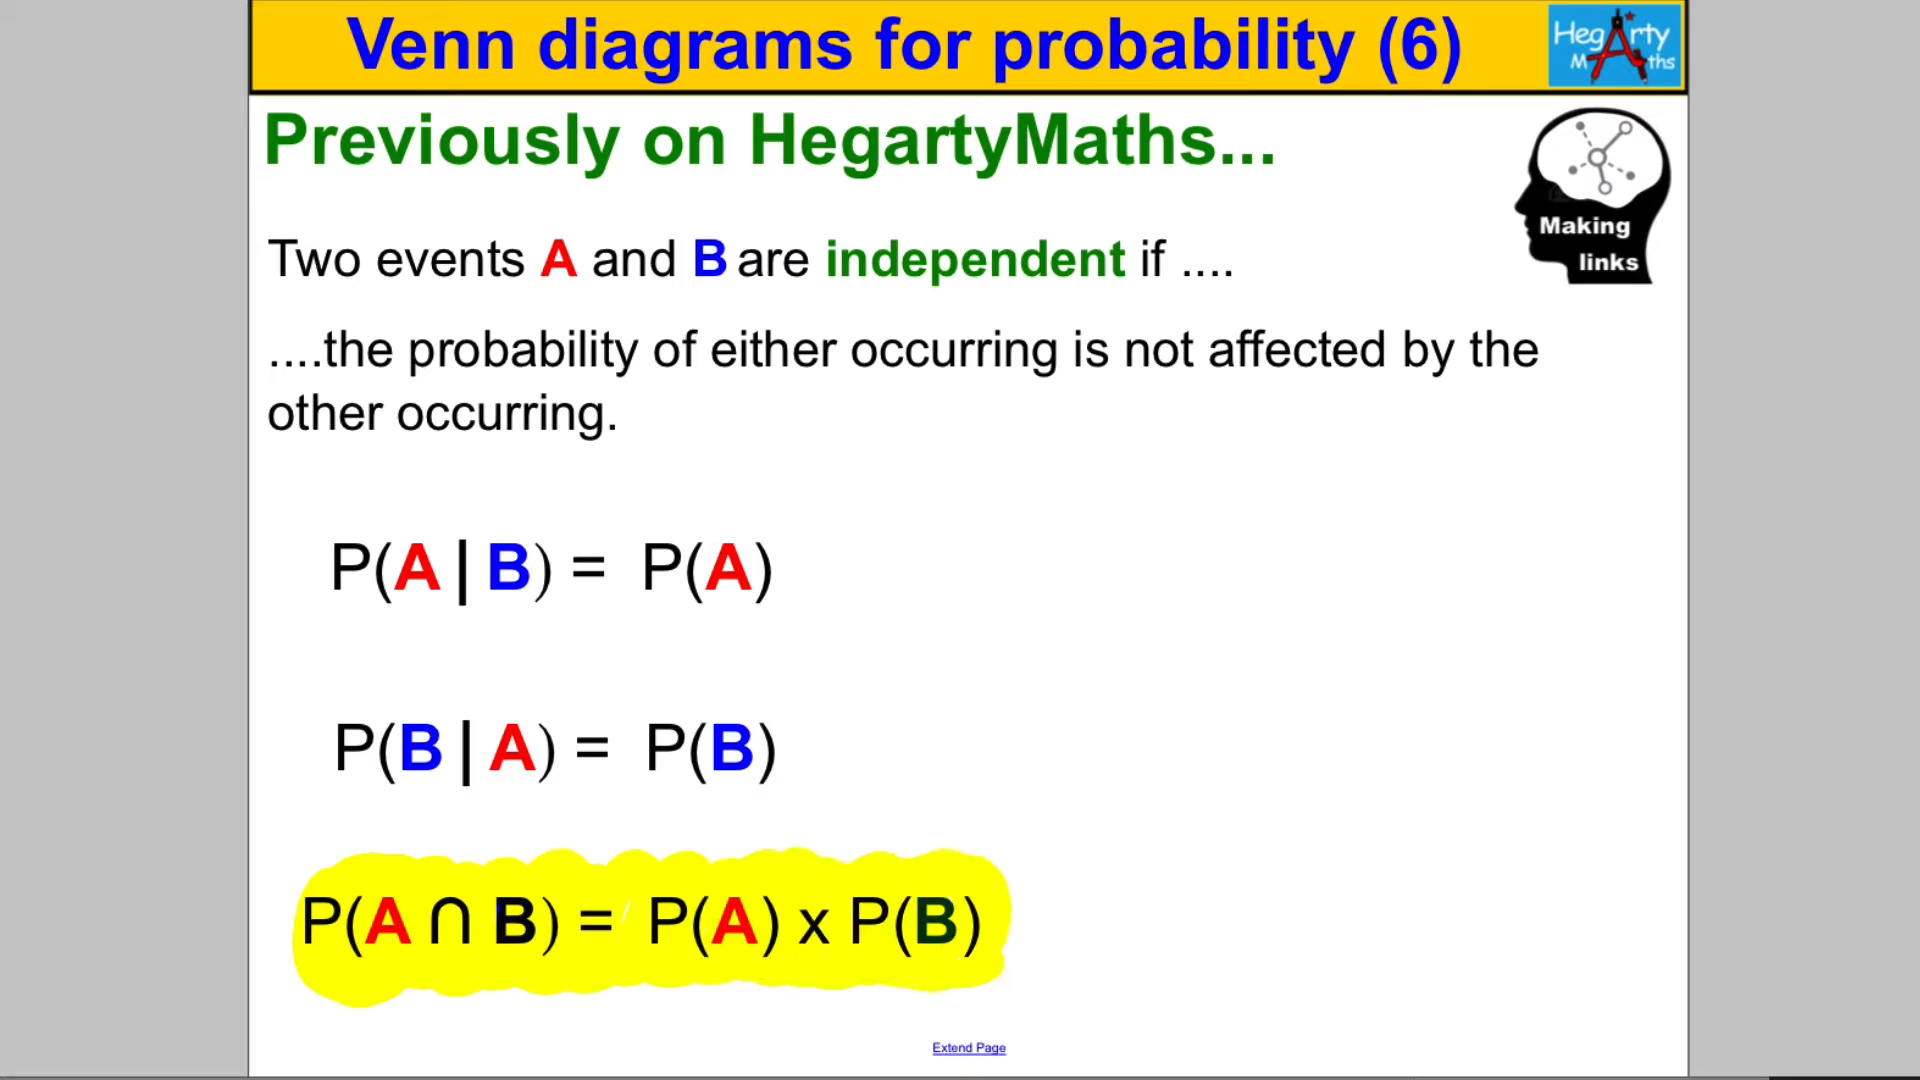 Venn diagrams for probability (6)
Hegarty
Maths
Previously on HegartyMaths...
Making
links
Two events A and B are independent if ....
....the probability of either occurring is not affected by the
other occurring.
P(A | B) = P(A)
P(B | A) = P(B)
P(A ∩ B) = P(A) x P(B)
Extend Page